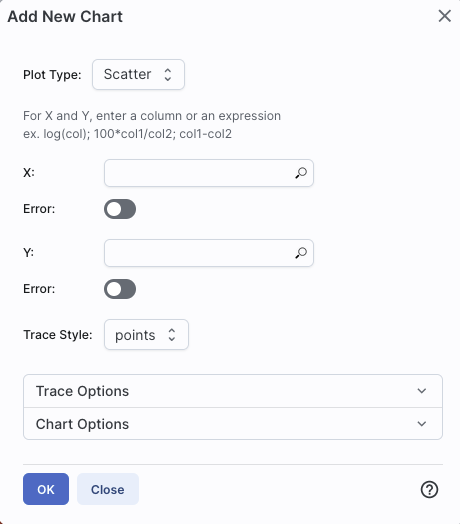 Add New Chart
Plot Type: Scatter
For X and Y, enter a column or an expression
ex. log(col); 100*col1/col2; col1-col2
X:
Error:
Y:
Error:
Trace Style: points
Trace Options
Chart Options
OK Close